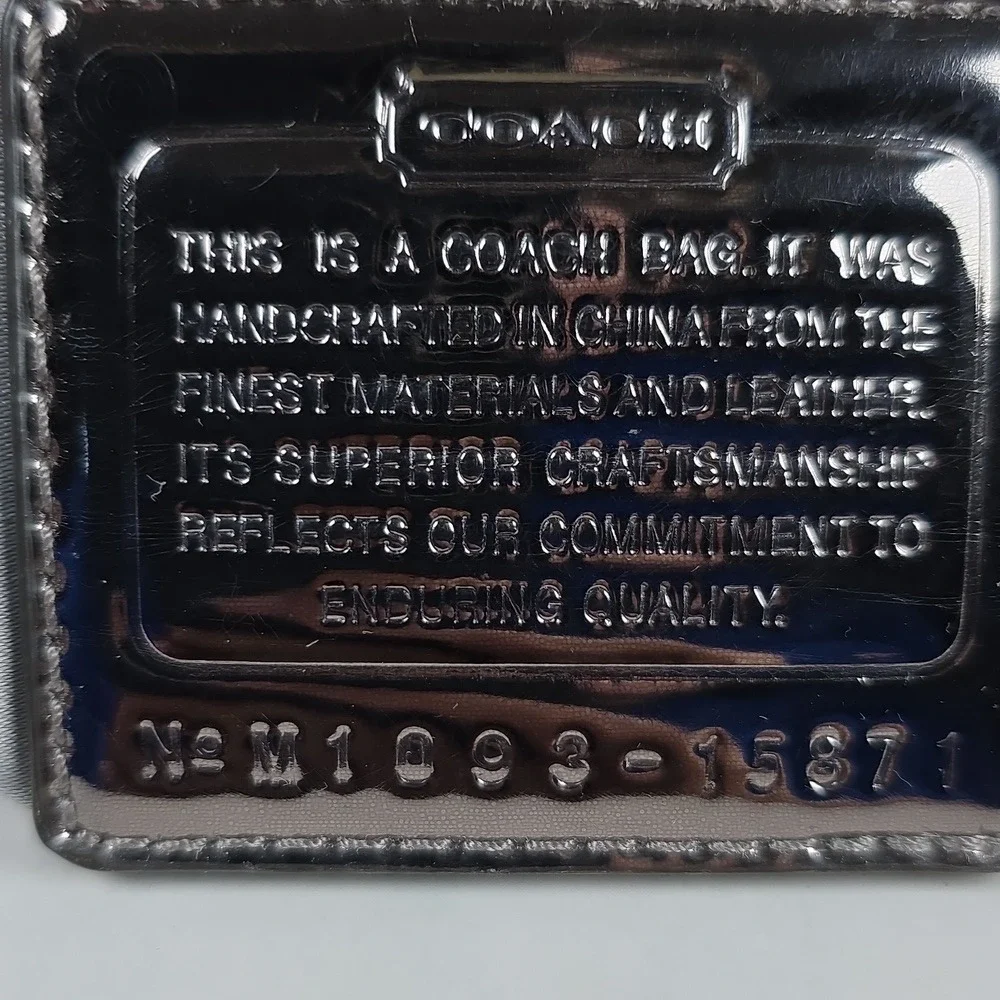 COACH
THIS IS A COACH BAG. IT WAS
HANDCRAFTED IN CHINA FROM THE
FINEST MATERIALS AND LEATHER.
ITS SUPERIOR CRAFTSMANSHIP
REFLECTS OUR COMMITMENT TO
ENDURING QUALITY.
Nº M1093-15871